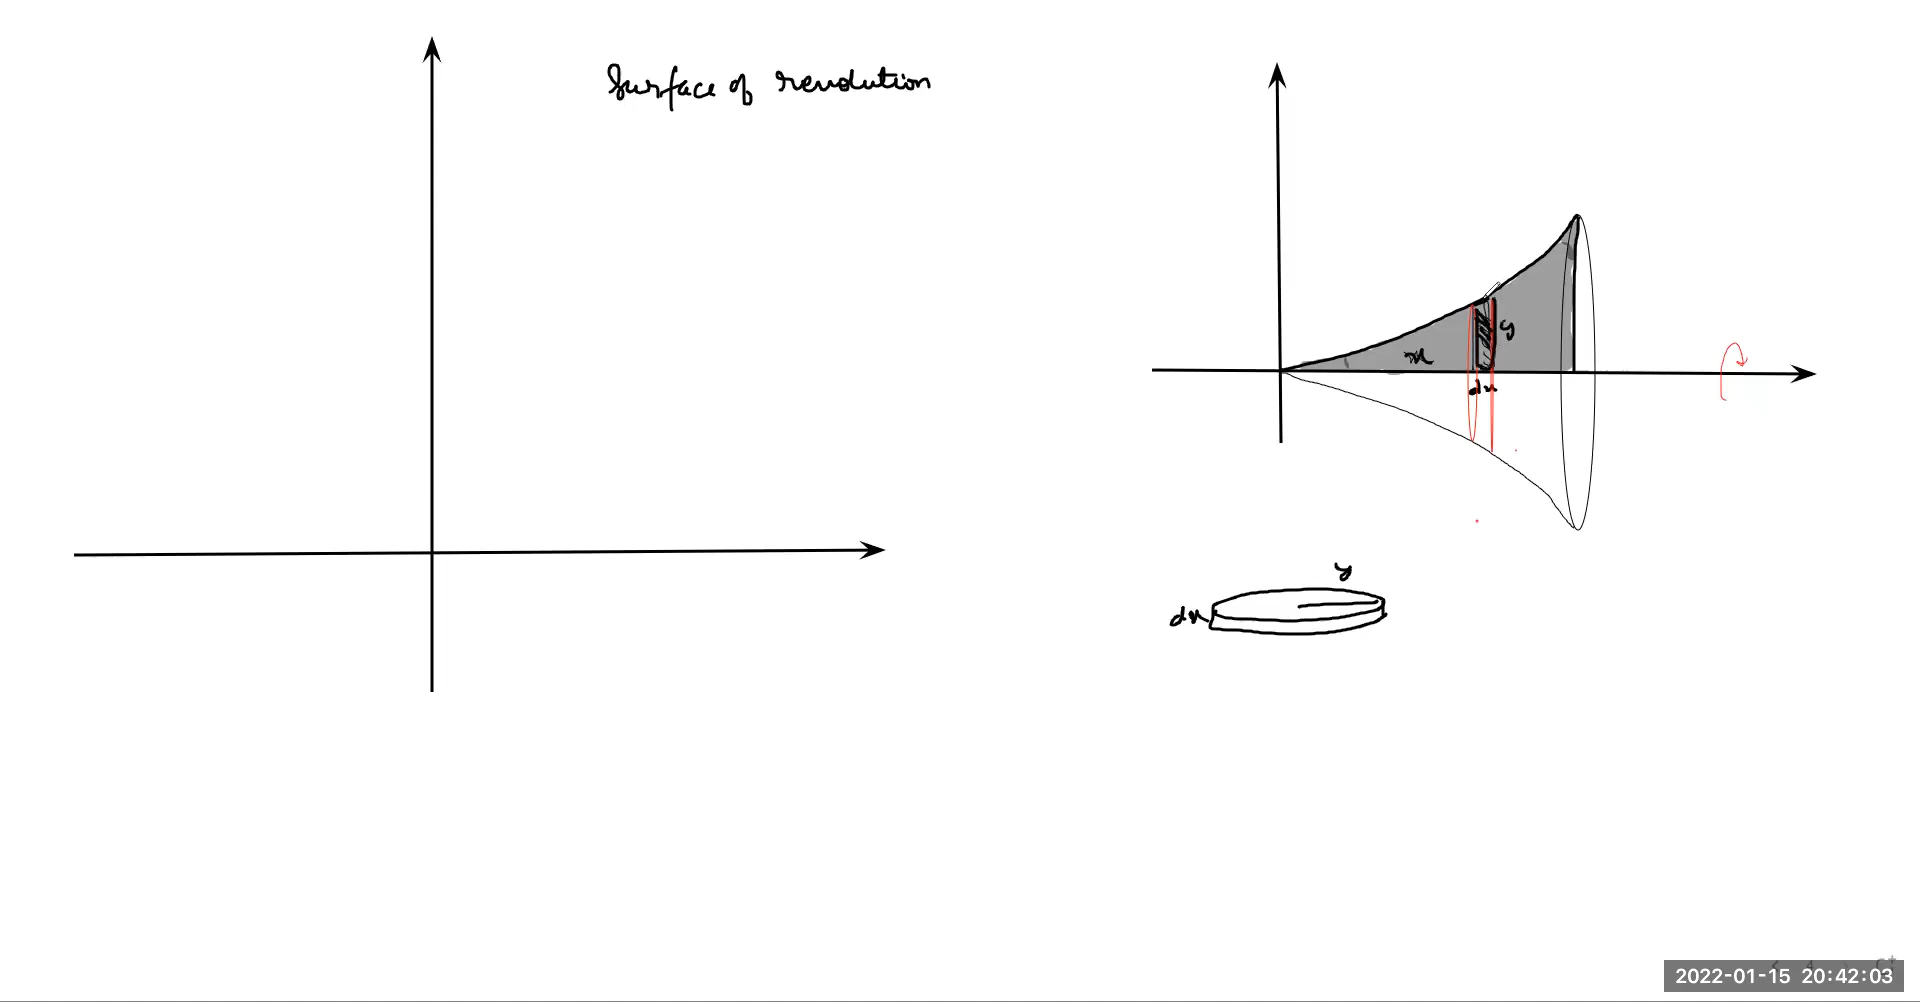 Surface of revolution
x
y
dx
y
dx
2022-01-15 20:42:03